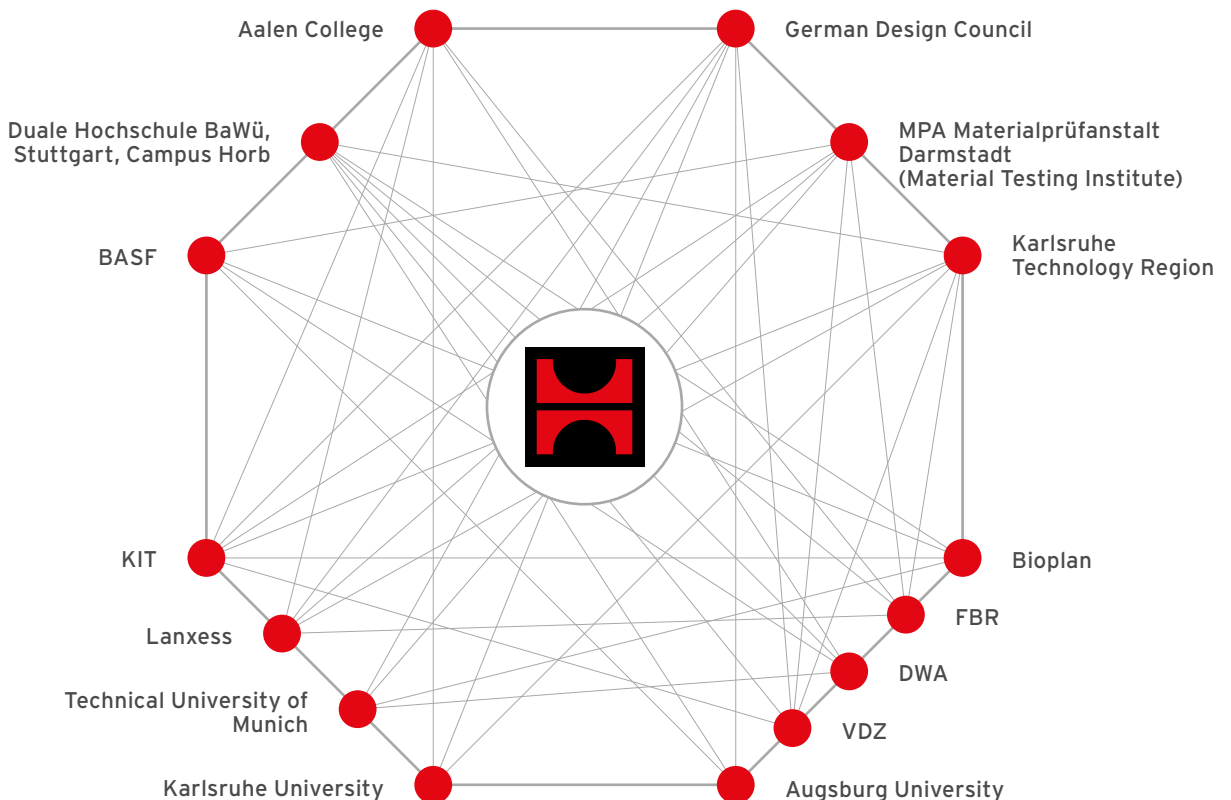 Aalen College
German Design Council
Duale Hochschule BaWü,
Stuttgart, Campus Horb
MPA Materialprüfanstalt
Darmstadt
(Material Testing Institute)
BASF
Karlsruhe
Technology Region
KIT
Bioplan
Lanxess
FBR
DWA
Technical University of
Munich
VDZ
Karlsruhe University
Augsburg University